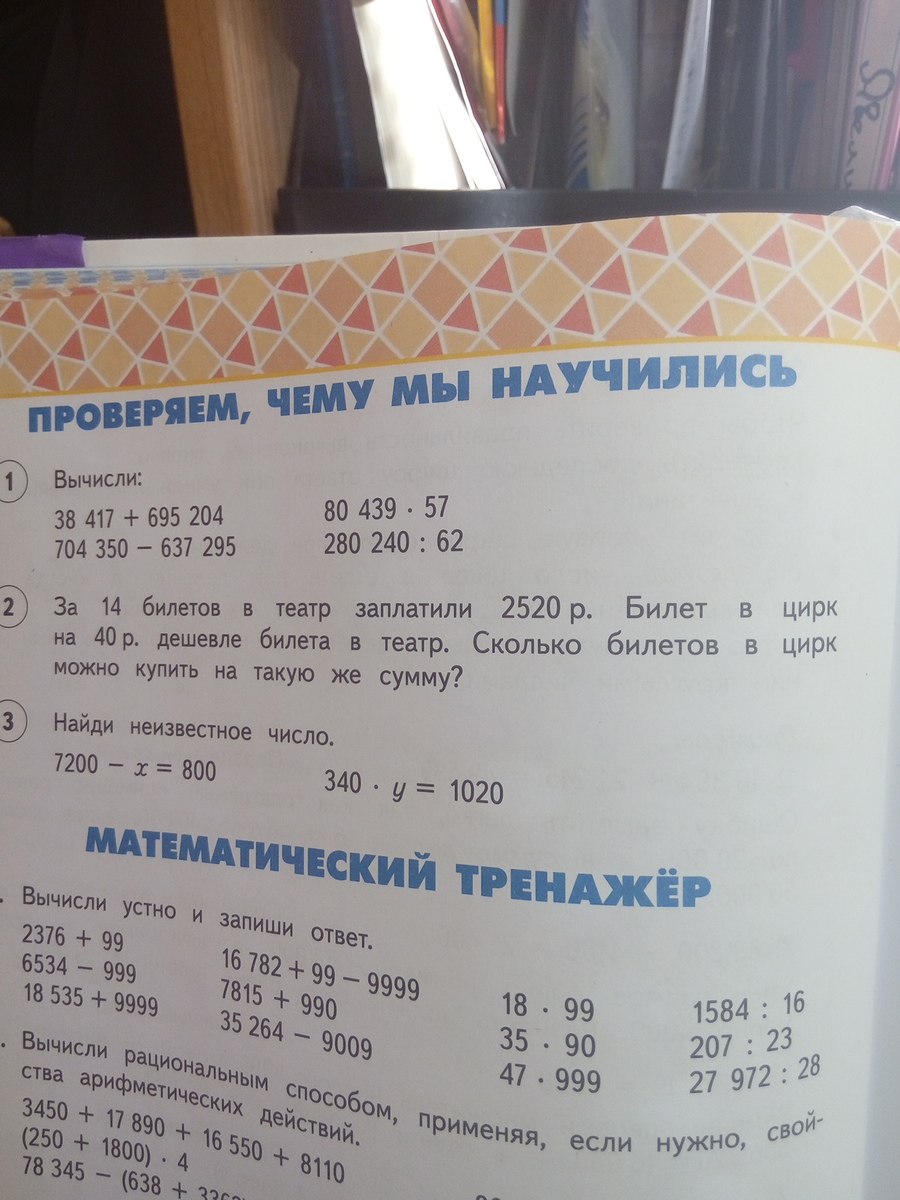 ПРОВЕРЯЕМ, ЧЕМУ МЫ НАУЧИЛИСЬ
1 Вычисли:
38 417 + 695 204 80 439 · 57
704 350 − 637 295 280 240 : 62
2 За 14 билетов в театр заплатили 2520 р. Билет в цирк
на 40 р. дешевле билета в театр. Сколько билетов в цирк
можно купить на такую же сумму?
3 Найди неизвестное число.
7200 − x = 800 340 · y = 1020
МАТЕМАТИЧЕСКИЙ ТРЕНАЖЁР
. Вычисли устно и запиши ответ.
2376 + 99 16 782 + 99 − 9999 18 · 99 1584 : 16
6534 − 999 7815 + 990 35 · 90 207 : 23
18 535 + 9999 35 264 − 9009 47 · 999 27 972 : 28
. Вычисли рациональным способом, применяя, если нужно, свой-
ства арифметических действий.
3450 + 17 890 + 16 550 + 8110
(250 + 1800) · 4
78 345 − (638 +